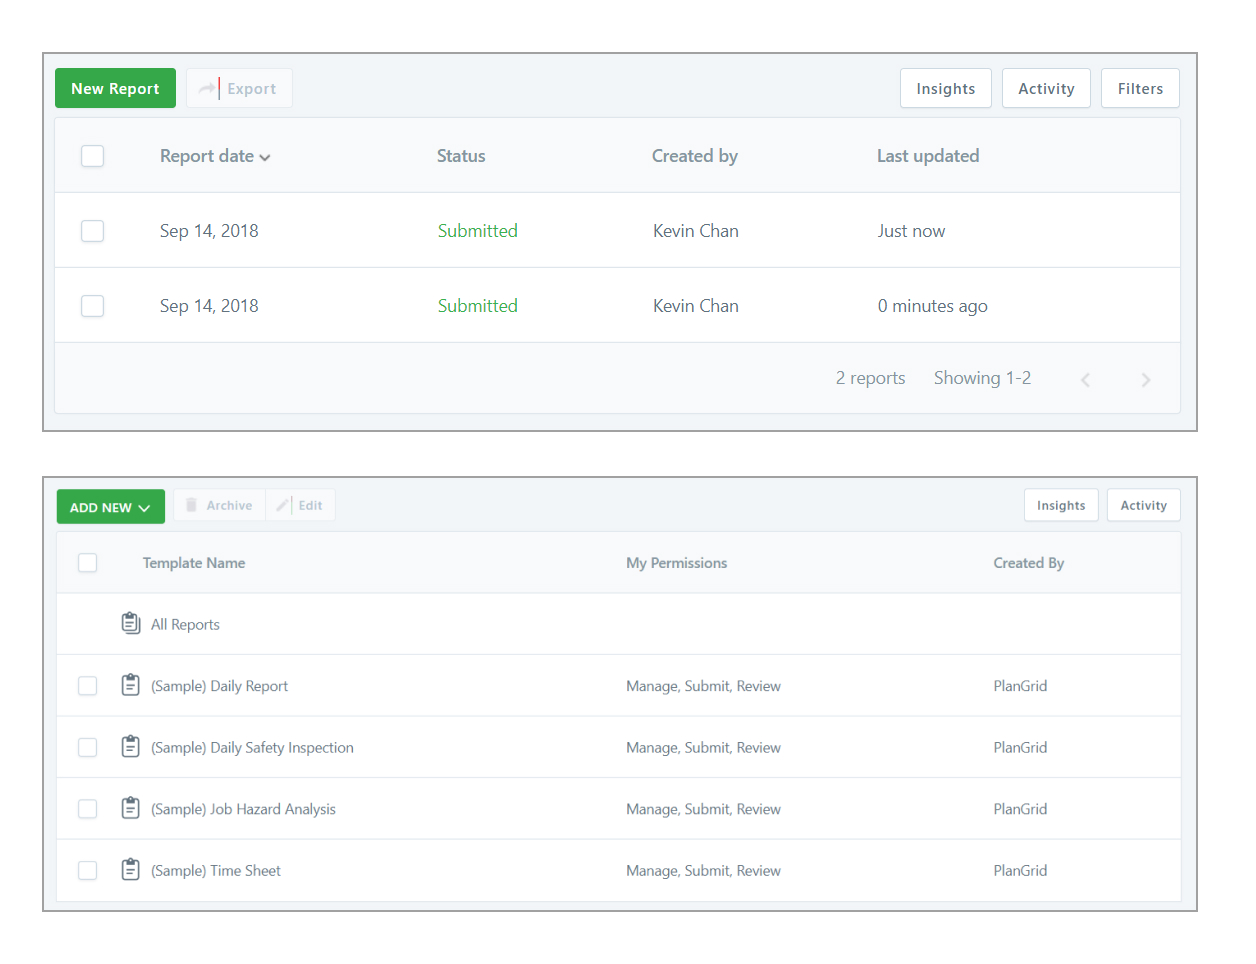 New Report Export Insights Activity Filters
Report date Status Created by Last updated
Sep 14, 2018 Submitted Kevin Chan Just now
Sep 14, 2018 Submitted Kevin Chan 0 minutes ago
2 reports Showing 1-2
ADD NEW Archive Edit Insights Activity
Template Name My Permissions Created By
All Reports
(Sample) Daily Report Manage, Submit, Review PlanGrid
(Sample) Daily Safety Inspection Manage, Submit, Review PlanGrid
(Sample) Job Hazard Analysis Manage, Submit, Review PlanGrid
(Sample) Time Sheet Manage, Submit, Review PlanGrid